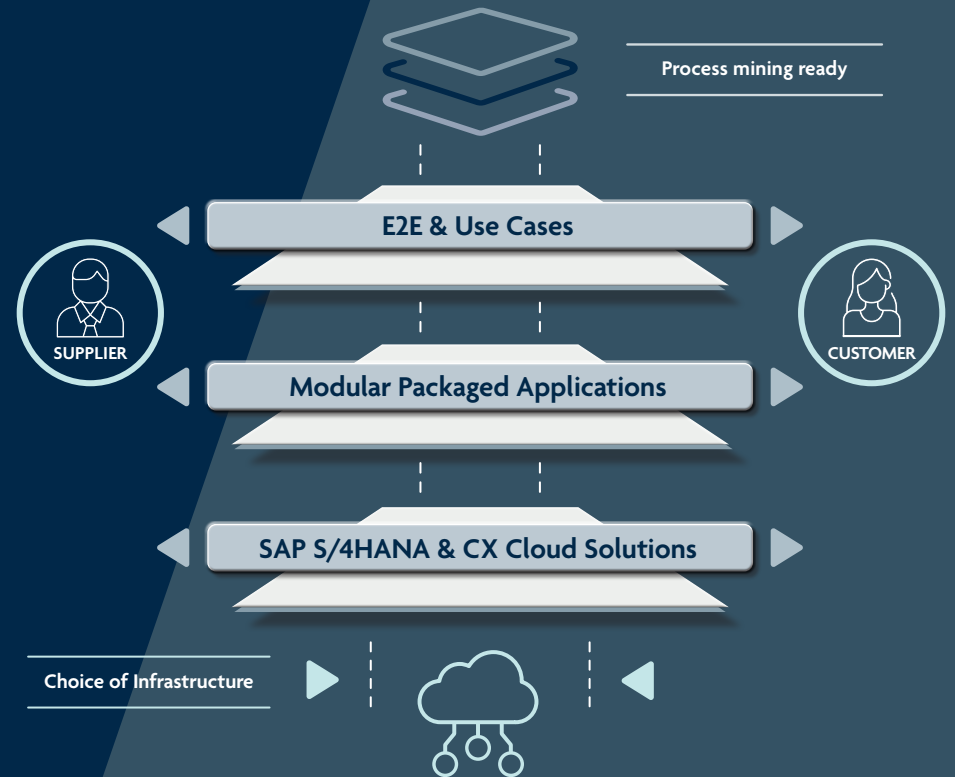 Process mining ready
E2E & Use Cases
SUPPLIER
CUSTOMER
Modular Packaged Applications
SAP S/4HANA & CX Cloud Solutions
Choice of Infrastructure